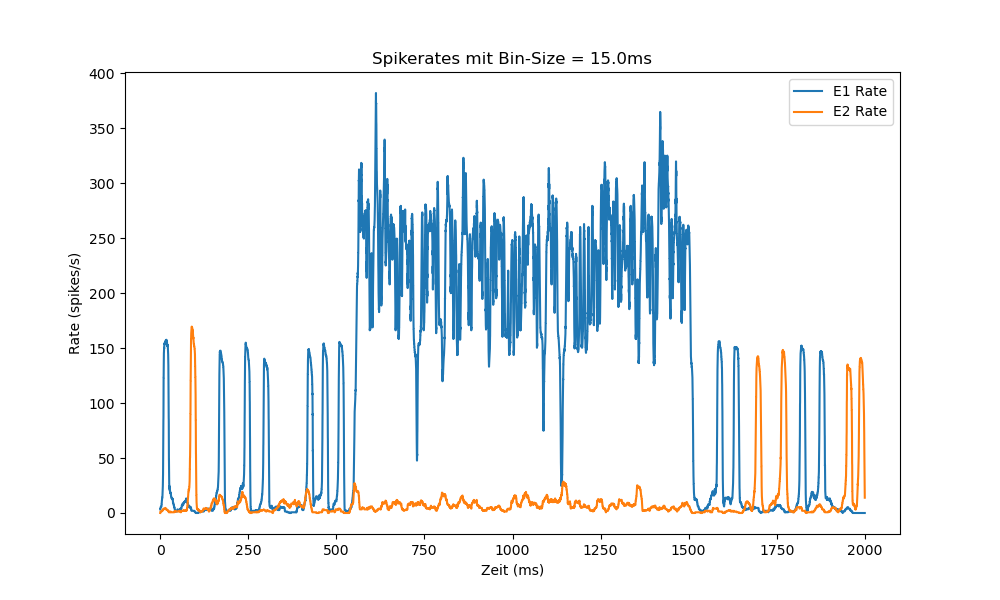 Spikerates mit Bin-Size = 15.0ms
E1 Rate
E2 Rate
Rate (spikes/s)
400
350
300
250
200
150
100
50
0
0 250 500 750 1000 1250 1500 1750 2000
Zeit (ms)